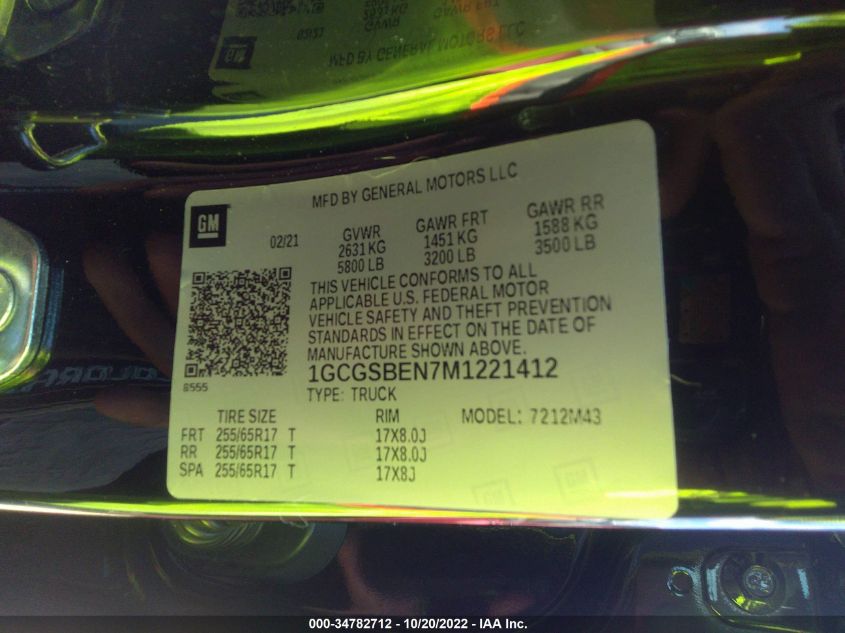 MFD BY GENERAL MOTORS LLC
GM
02/21
GVWR GAWR FRT GAWR RR
2631 KG 1451 KG 1588 KG
5800 LB 3200 LB 3500 LB
THIS VEHICLE CONFORMS TO ALL
APPLICABLE U.S. FEDERAL MOTOR
VEHICLE SAFETY AND THEFT PREVENTION
STANDARDS IN EFFECT ON THE DATE OF
MANUFACTURE SHOWN ABOVE.
8555
1GCGSBEN7M1221412
TYPE: TRUCK
TIRE SIZE RIM MODEL: 7212M43
FRT 255/65R17 T 17X8.0J
RR 255/65R17 T 17X8.0J
SPA 255/65R17 T 17X8J
000-34782712 - 10/20/2022 - IAA Inc.